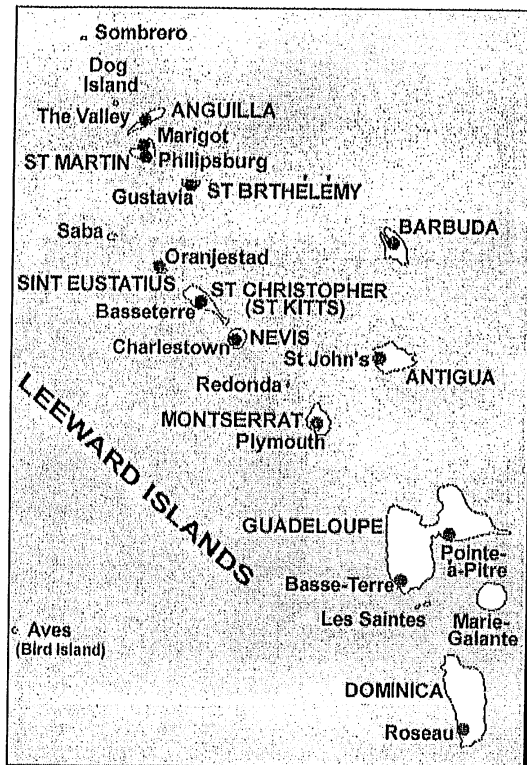 Sombrero
Dog
Island
The Valley
ANGUILLA
Marigot
ST MARTIN
Philipsburg
Gustavia
ST BRTHÉLÉMY
Saba
BARBUDA
Oranjestad
SINT EUSTATIUS
ST CHRISTOPHER
(ST KITTS)
Basseterre
Charlestown
NEVIS
St John's
ANTIGUA
Redonda
MONTSERRAT
Plymouth
LEEWARD ISLANDS
GUADELOUPE
Pointe-
à-Pitre
Basse-Terre
Les Saintes
Marie-
Galante
Aves
(Bird Island)
DOMINICA
Roseau